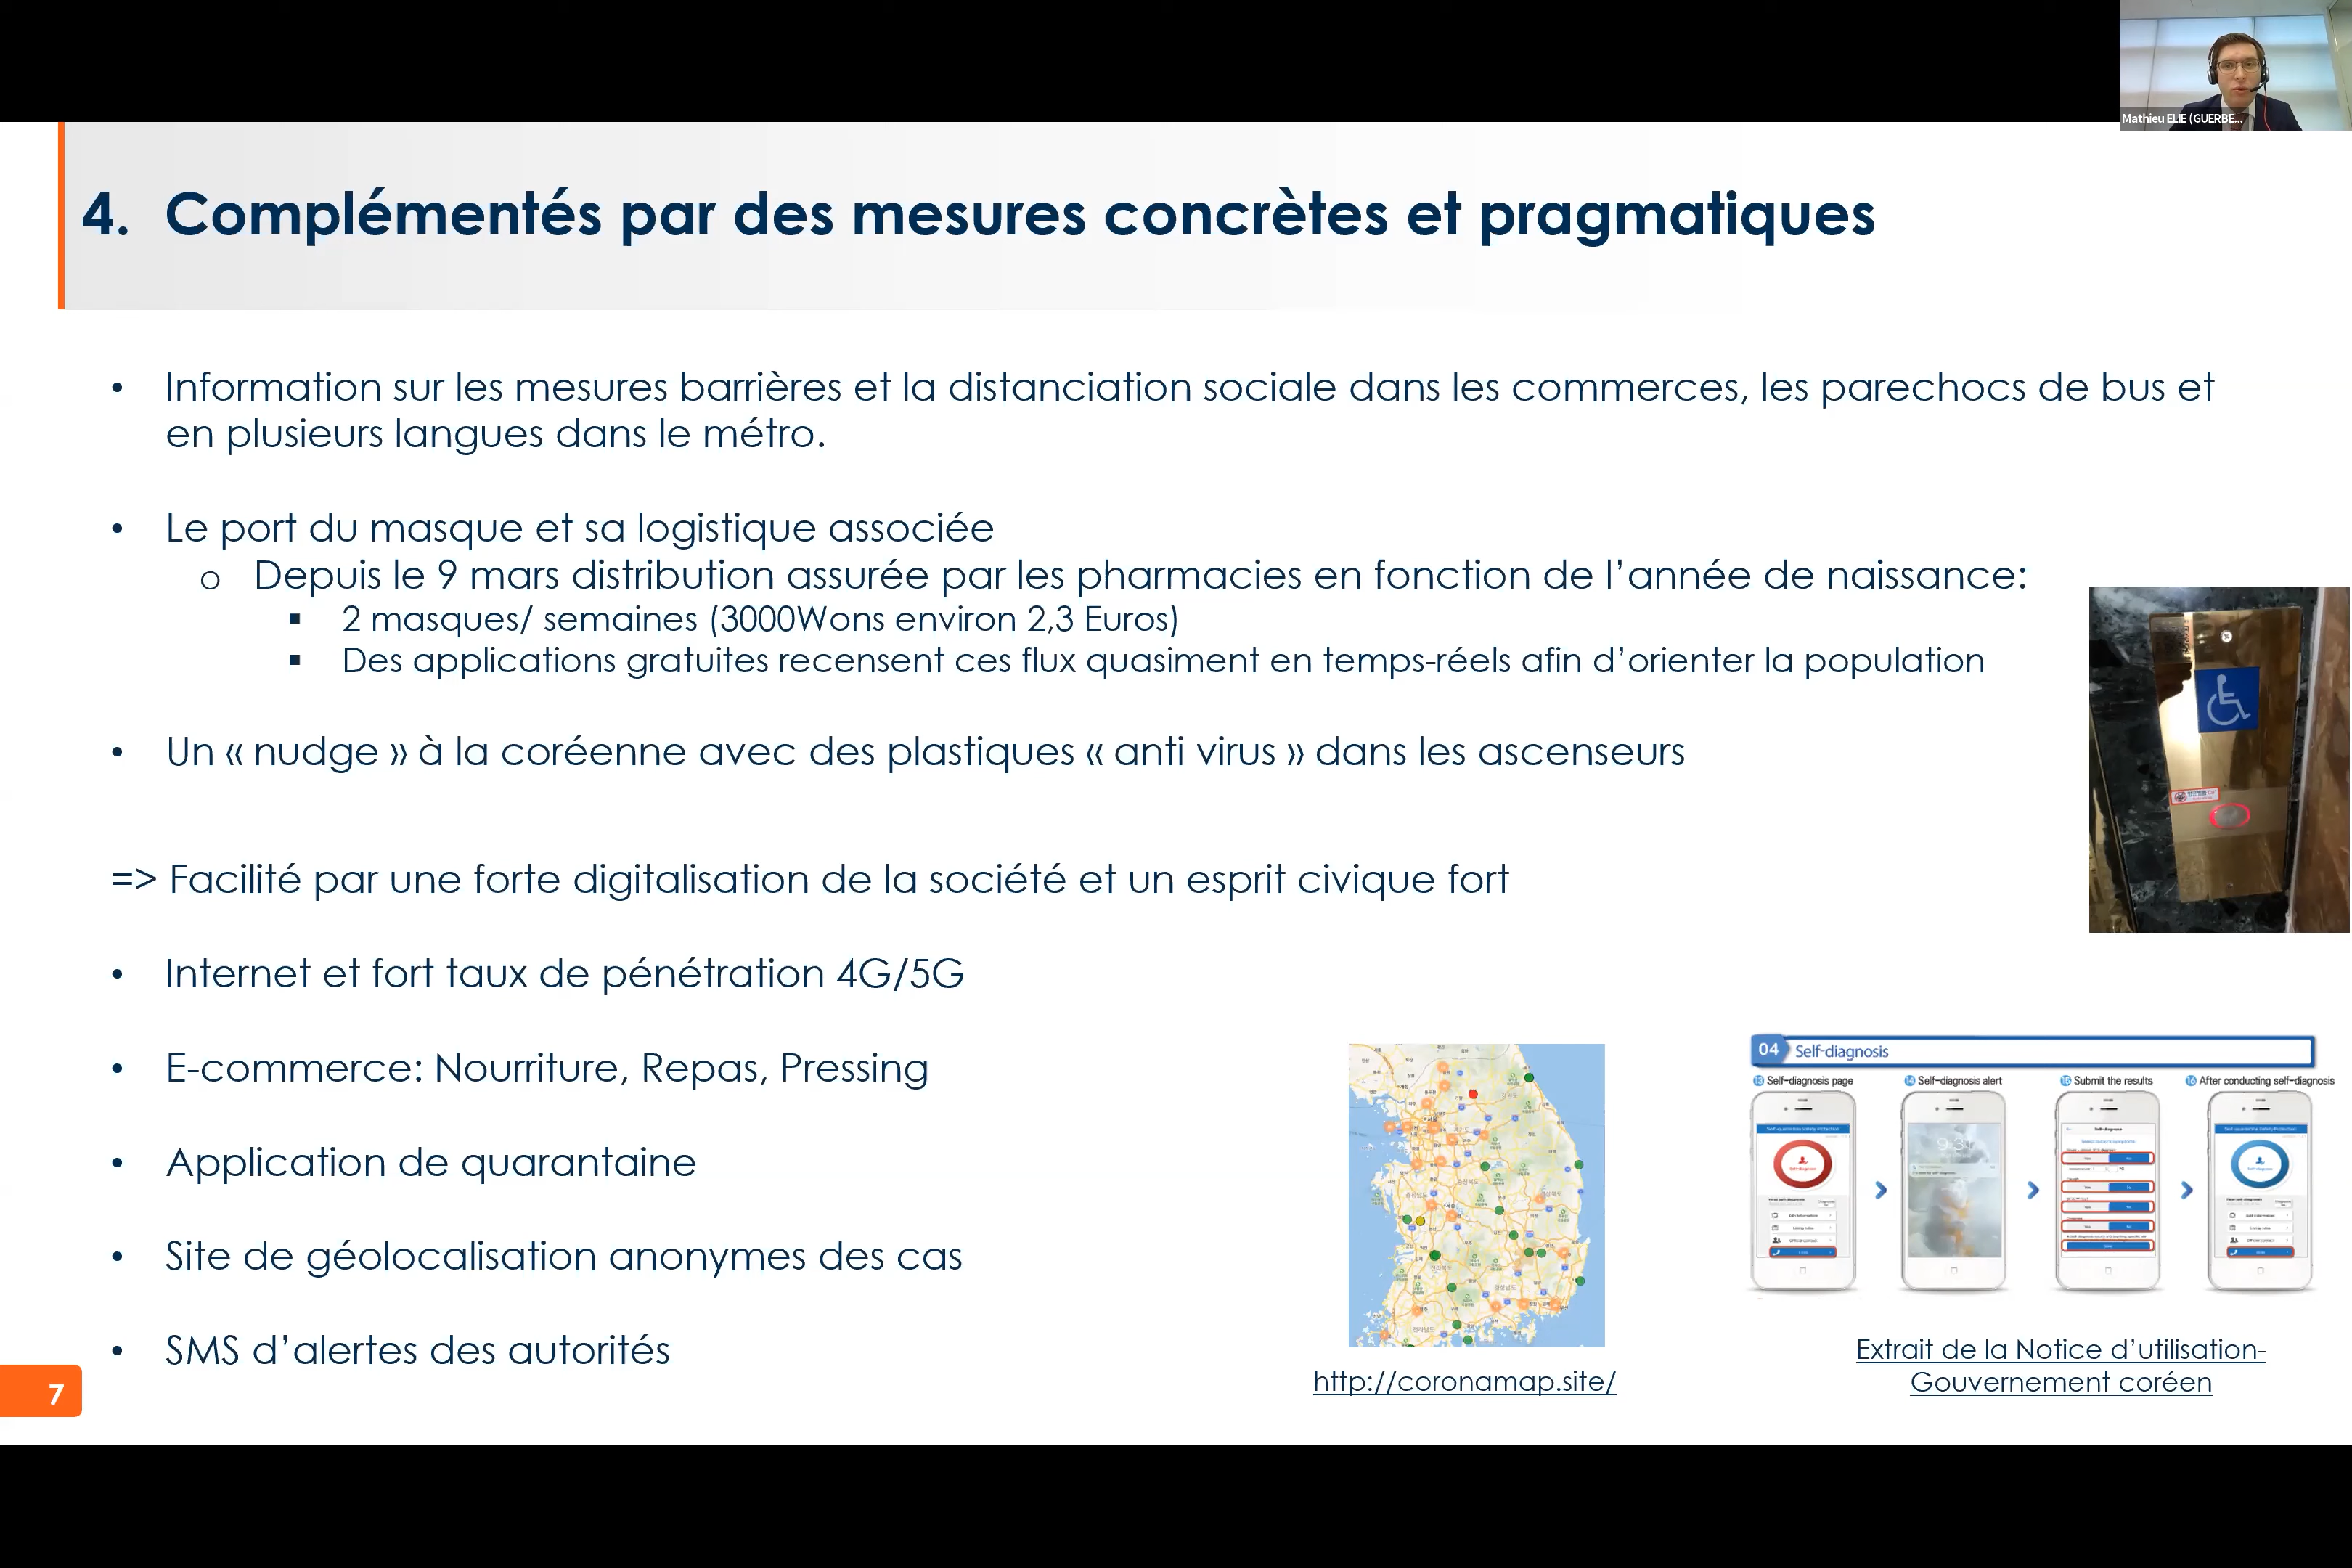 Mathieu ELIE (GUERBE...
4. Complémentés par des mesures concrètes et pragmatiques
• Information sur les mesures barrières et la distanciation sociale dans les commerces, les parechocs de bus et
en plusieurs langues dans le métro.
• Le port du masque et sa logistique associée
o Depuis le 9 mars distribution assurée par les pharmacies en fonction de l’année de naissance:
▪ 2 masques/ semaines (3000Wons environ 2,3 Euros)
▪ Des applications gratuites recensent ces flux quasiment en temps-réels afin d’orienter la population
• Un « nudge » à la coréenne avec des plastiques « anti virus » dans les ascenseurs
=> Facilité par une forte digitalisation de la société et un esprit civique fort
• Internet et fort taux de pénétration 4G/5G
• E-commerce: Nourriture, Repas, Pressing
• Application de quarantaine
• Site de géolocalisation anonymes des cas
• SMS d’alertes des autorités
7
http://coronamap.site/
04 Self-diagnosis
13 Self-diagnosis page
14 Self-diagnosis alert
15 Submit the results
16 After conducting self-diagnosis
Extrait de la Notice d’utilisation-
Gouvernement coréen